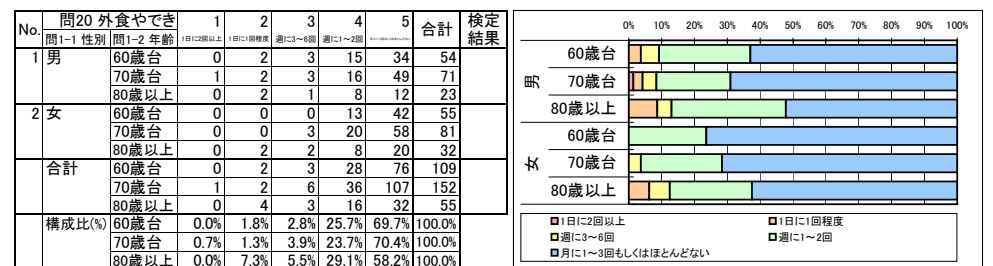 No. 問20 外食やでき 1 2 3 4 5 合計 検定結果
問1-1 性別 問1-2 年齢 1日に2回以上 1日に1回程度 週に3～6回 週に1～2回
1 男 60歳台 0 2 3 15 34 54
70歳台 1 2 3 16 49 71
80歳以上 0 2 1 8 12 23
2 女 60歳台 0 0 0 13 42 55
70歳台 0 0 3 20 58 81
80歳以上 0 2 2 8 20 32
合計 60歳台 0 2 3 28 76 109
70歳台 1 2 6 36 107 152
80歳以上 0 4 3 16 32 55
構成比(%) 60歳台 0.0% 1.8% 2.8% 25.7% 69.7% 100.0%
70歳台 0.7% 1.3% 3.9% 23.7% 70.4% 100.0%
80歳以上 0.0% 7.3% 5.5% 29.1% 58.2% 100.0%
0% 10% 20% 30% 40% 50% 60% 70% 80% 90% 100%
男
60歳台
70歳台
80歳以上
女
60歳台
70歳台
80歳以上
1日に2回以上 1日に1回程度
週に3～6回 週に1～2回
月に1～3回もしくはほとんどない